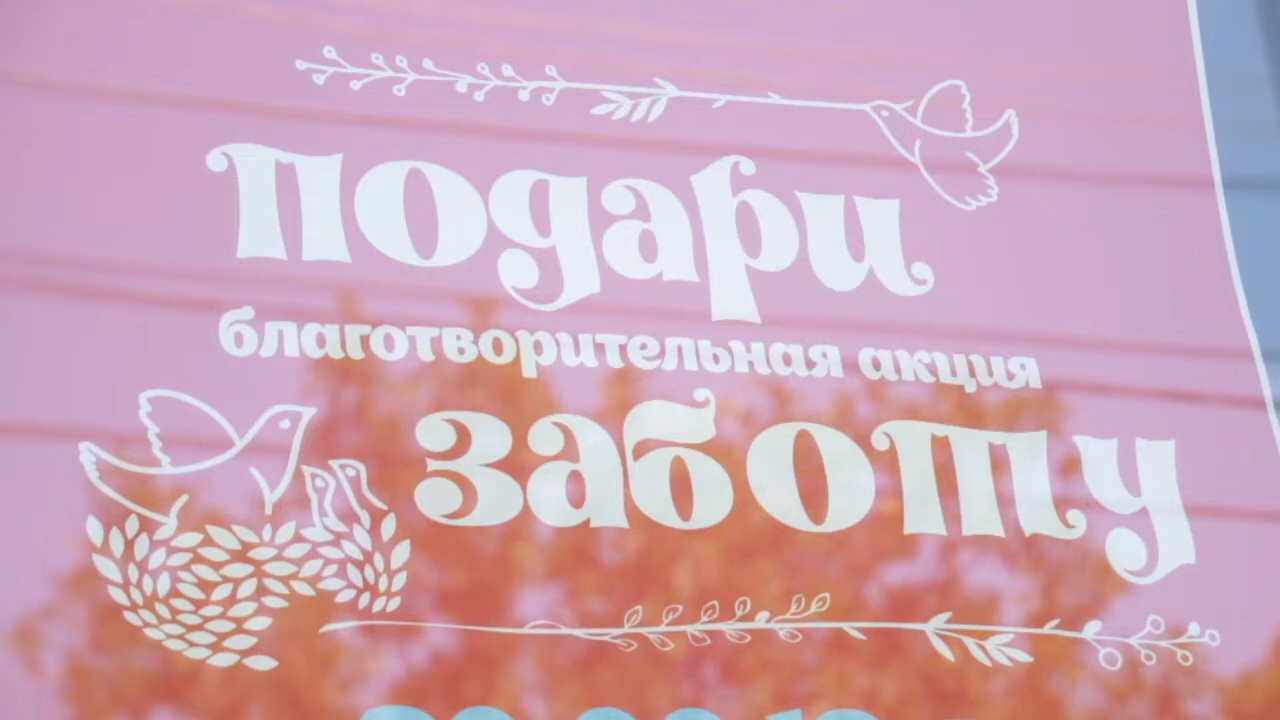 подари
благотворительная акция
заботу